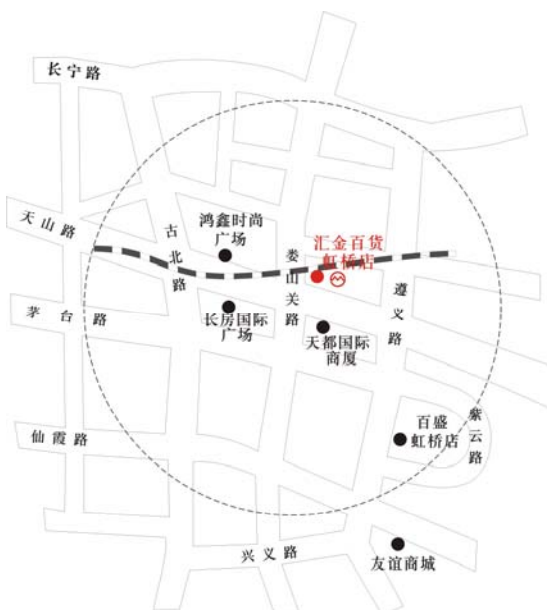 长宁路
天山路
古北路
鸿鑫时尚
广场
娄山关路
汇金百货
虹桥店
遵义路
茅台路
长房国际
广场
天都国际
商厦
仙霞路
百盛
虹桥店
紫云路
兴义路
友谊商城